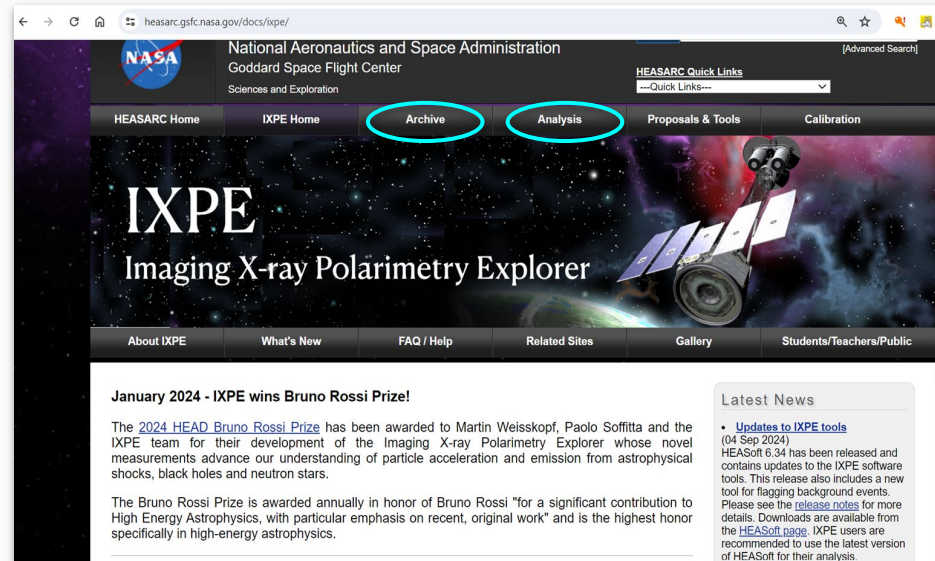 heasarc.gsfc.nasa.gov/docs/ixpe/
NASA
National Aeronautics and Space Administration
Goddard Space Flight Center
Sciences and Exploration
[Advanced Search]
HEASARC Quick Links
---Quick Links---
HEASARC Home IXPE Home Archive Analysis Proposals & Tools Calibration
IXPE
Imaging X-ray Polarimetry Explorer
About IXPE What's New FAQ / Help Related Sites Gallery Students/Teachers/Public
January 2024 - IXPE wins Bruno Rossi Prize!
The 2024 HEAD Bruno Rossi Prize has been awarded to Martin Weisskopf, Paolo Soffitta and the
IXPE team for their development of the Imaging X-ray Polarimetry Explorer whose novel
measurements advance our understanding of particle acceleration and emission from astrophysical
shocks, black holes and neutron stars.
The Bruno Rossi Prize is awarded annually in honor of Bruno Rossi "for a significant contribution to
High Energy Astrophysics, with particular emphasis on recent, original work" and is the highest honor
specifically in high-energy astrophysics.
Latest News
• Updates to IXPE tools
(04 Sep 2024)
HEASoft 6.34 has been released and
contains updates to the IXPE software
tools. This release also includes a new
tool for flagging background events.
Please see the release notes for more
details. Downloads are available from
the HEASoft page. IXPE users are
recommended to use the latest version
of HEASoft for their analysis.